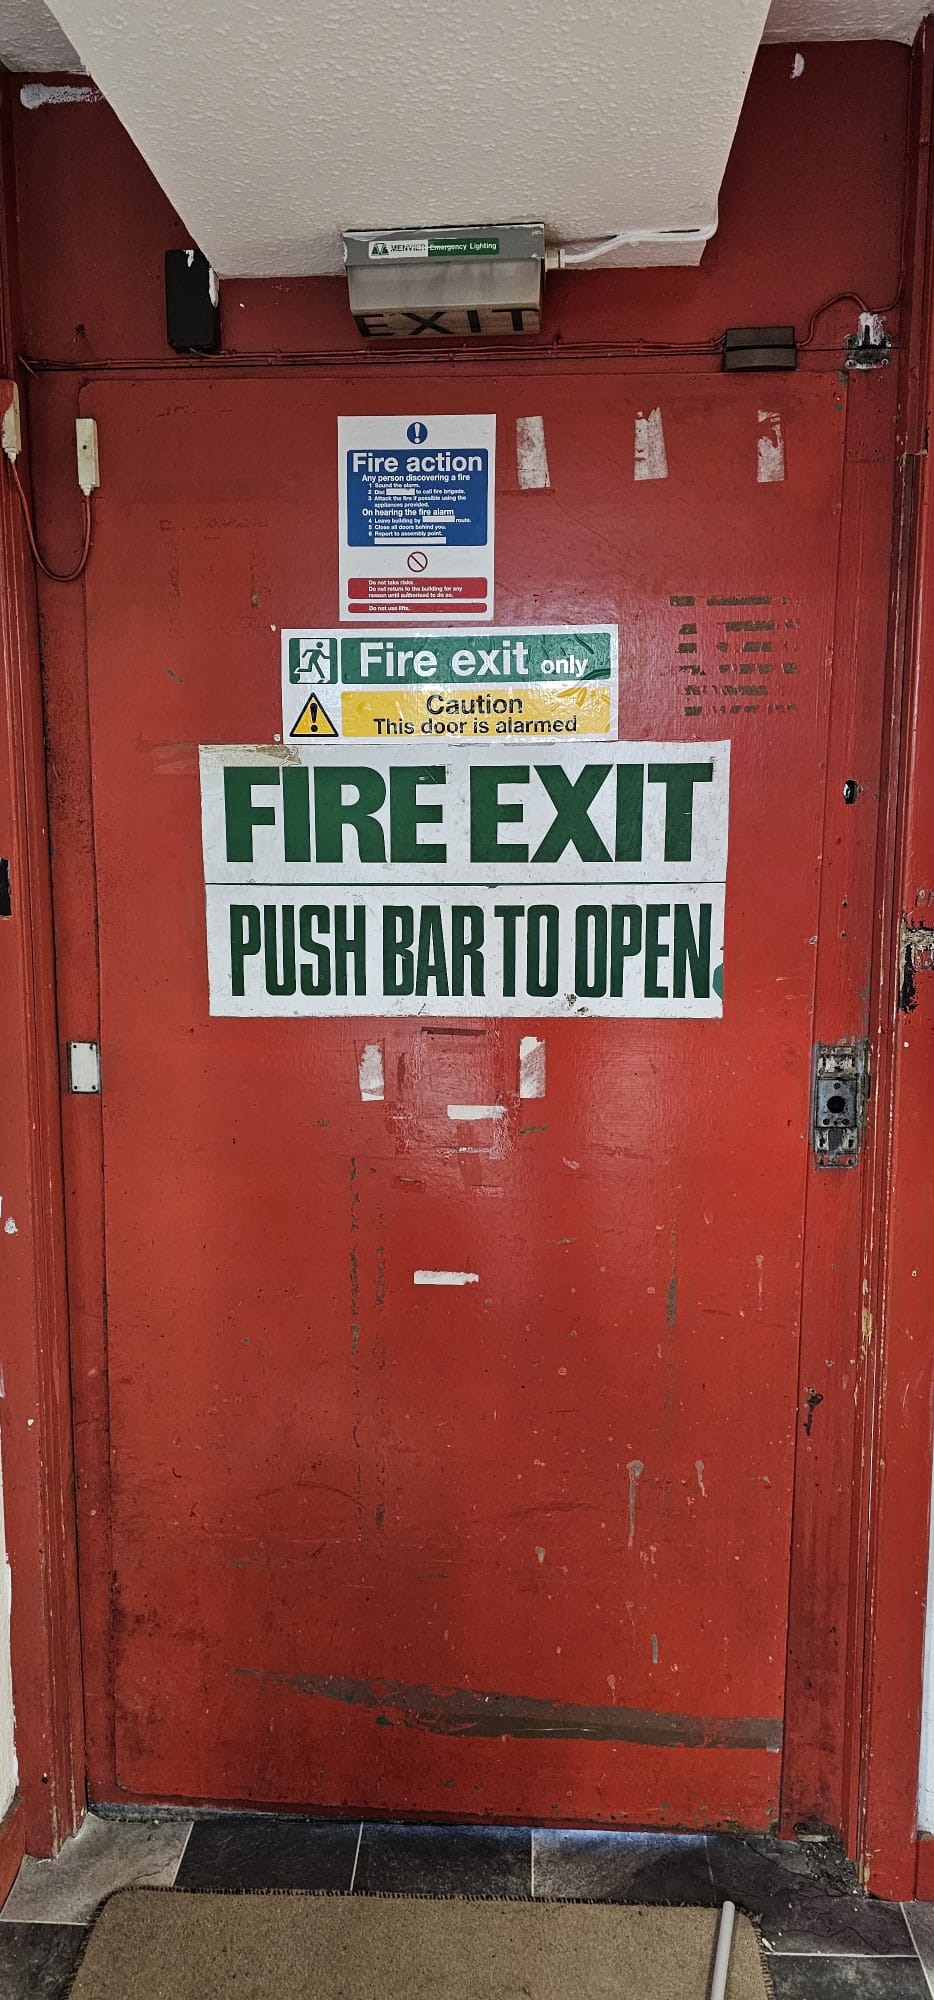 MENVIER Emergency Lighting
EXIT
Fire action
Any person discovering a fire
1 Sound the alarm.
2 Dial to call fire brigade.
3 Attack the fire if possible using the
appliances provided.
On hearing the fire alarm
4 Leave building by route.
5 Close all doors behind you.
6 Report to assembly point.
Do not take risks.
Do not return to the building for any
reason until authorised to do so.
Do not use lifts.
Fire exit only
Caution
This door is alarmed
FIRE EXIT
PUSH BAR TO OPEN